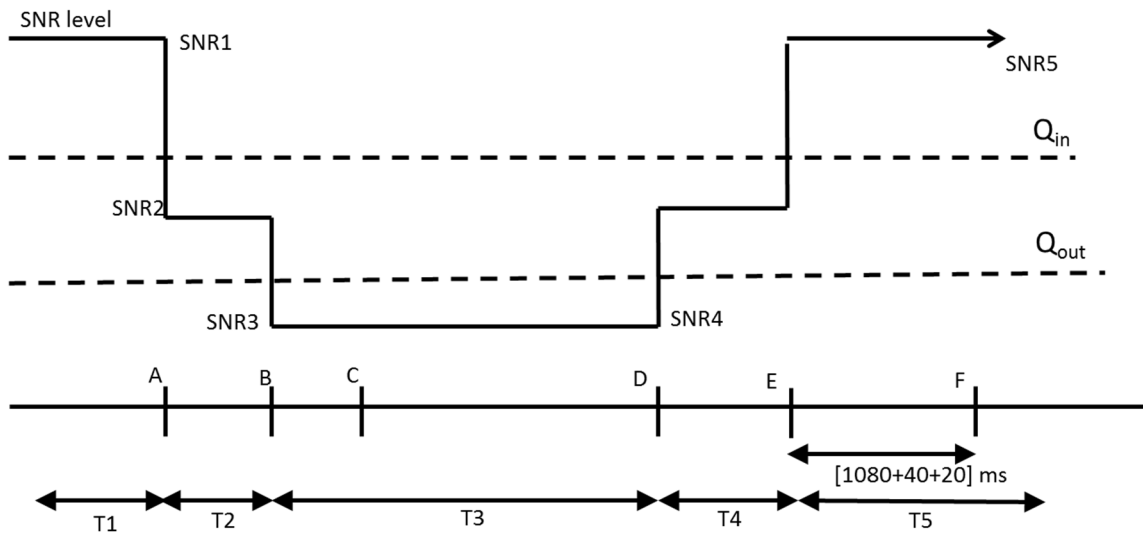 SNR level
SNR1
SNR5
Qin
SNR2
Qout
SNR3
SNR4
A
B
C
D
E
F
[1080+40+20] ms
T1
T2
T3
T4
T5